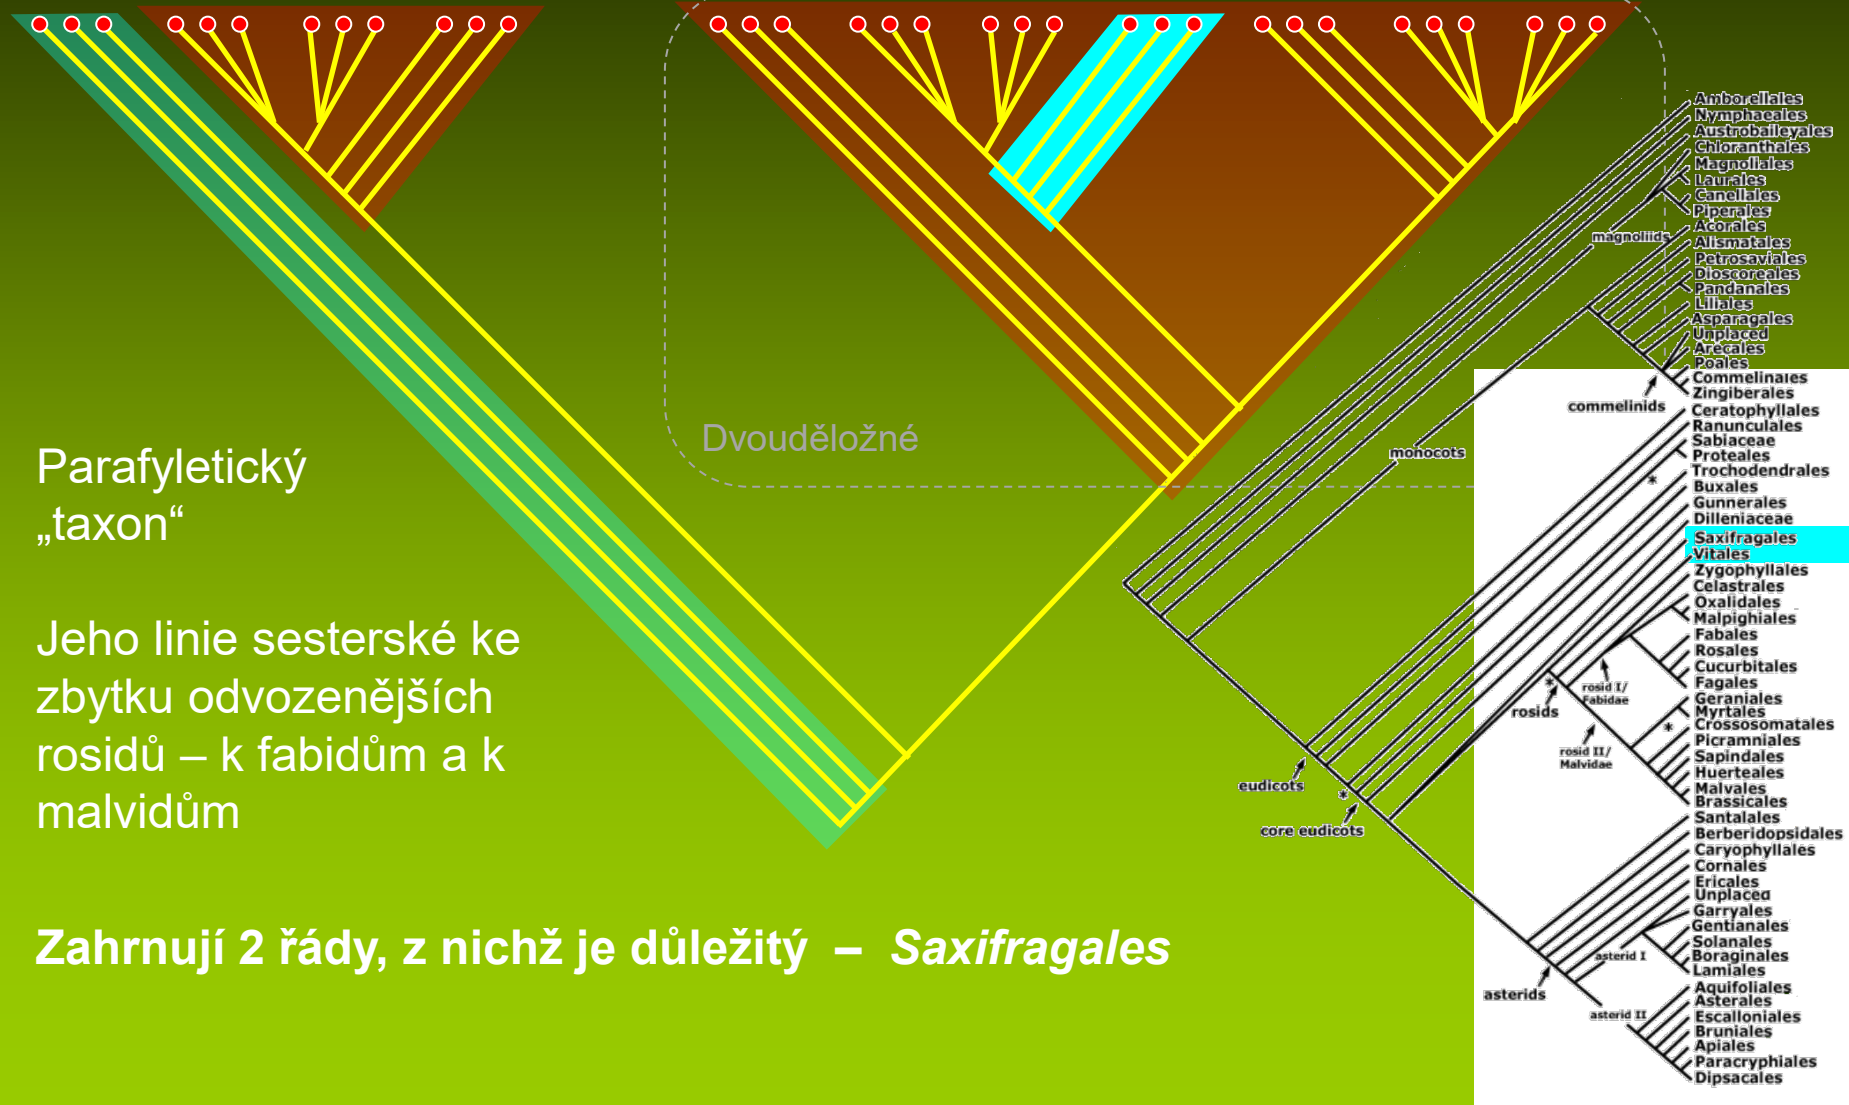 Dvouděložné
Parafyletický
„taxon“
Jeho linie sesterské ke
zbytku odvozenějších
rosidů – k fabidům a k
malvidům
Zahrnují 2 řády, z nichž je důležitý – Saxifragales
Amborellales
Nymphaeales
Austrobaileyales
Chloranthales
Magnoliales
Laurales
Canellales
Piperales
magnoliids
Acorales
Alismatales
Petrosaviales
Dioscoreales
Pandanales
Liliales
Asparagales
Unplaced
Arecales
Poales
Commelinales
Zingiberales
commelinids
monocots
Ceratophyllales
Ranunculales
Sabiaceae
Proteales
Trochodendrales
*
Buxales
Gunnerales
Dilleniaceae
Saxifragales
Vitales
Zygophyllales
Celastrales
Oxalidales
Malpighiales
Fabales
Rosales
Cucurbitales
Fagales
*
rosid I/
Fabidae
rosids
Geraniales
Myrtales
Crossosomatales
*
Picramniales
Sapindales
Huerteales
Malvales
Brassicales
rosid II/
Malvidae
eudicots
*
core eudicots
Santalales
Berberidopsidales
Caryophyllales
Cornales
Ericales
Unplaced
Garryales
Gentianales
Solanales
Boraginales
Lamiales
asterid I
asterids
Aquifoliales
Asterales
Escalloniales
Bruniales
Apiales
Paracryphiales
Dipsacales
asterid II